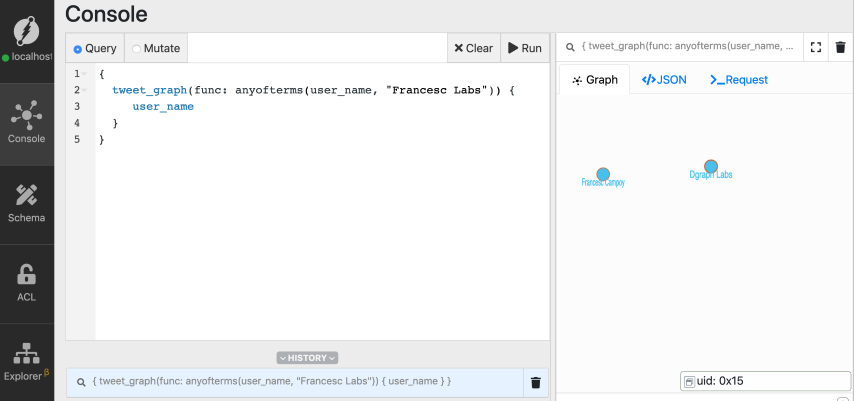 Console
localhost
Query
Mutate
Clear
Run
1 {
2 tweet_graph(func: anyofterms(user_name, "Francesc Labs")) {
3 user_name
4 }
5 }
HISTORY
{ tweet_graph(func: anyofterms(user_name, "Francesc Labs")) { user_name } }
Console
Schema
ACL
Explorer β
{ tweet_graph(func: anyofterms(user_name, ...
Graph
JSON
Request
Francesc Campoy
Dgraph Labs
uid: 0x15